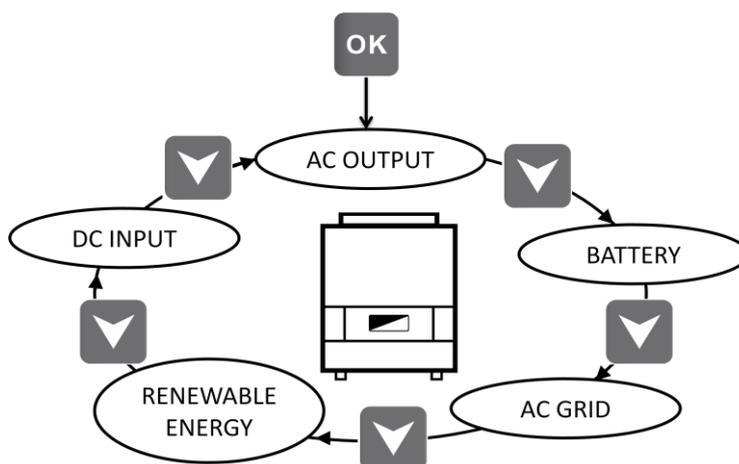 OK
AC OUTPUT
DC INPUT
BATTERY
RENEWABLE
ENERGY
AC GRID